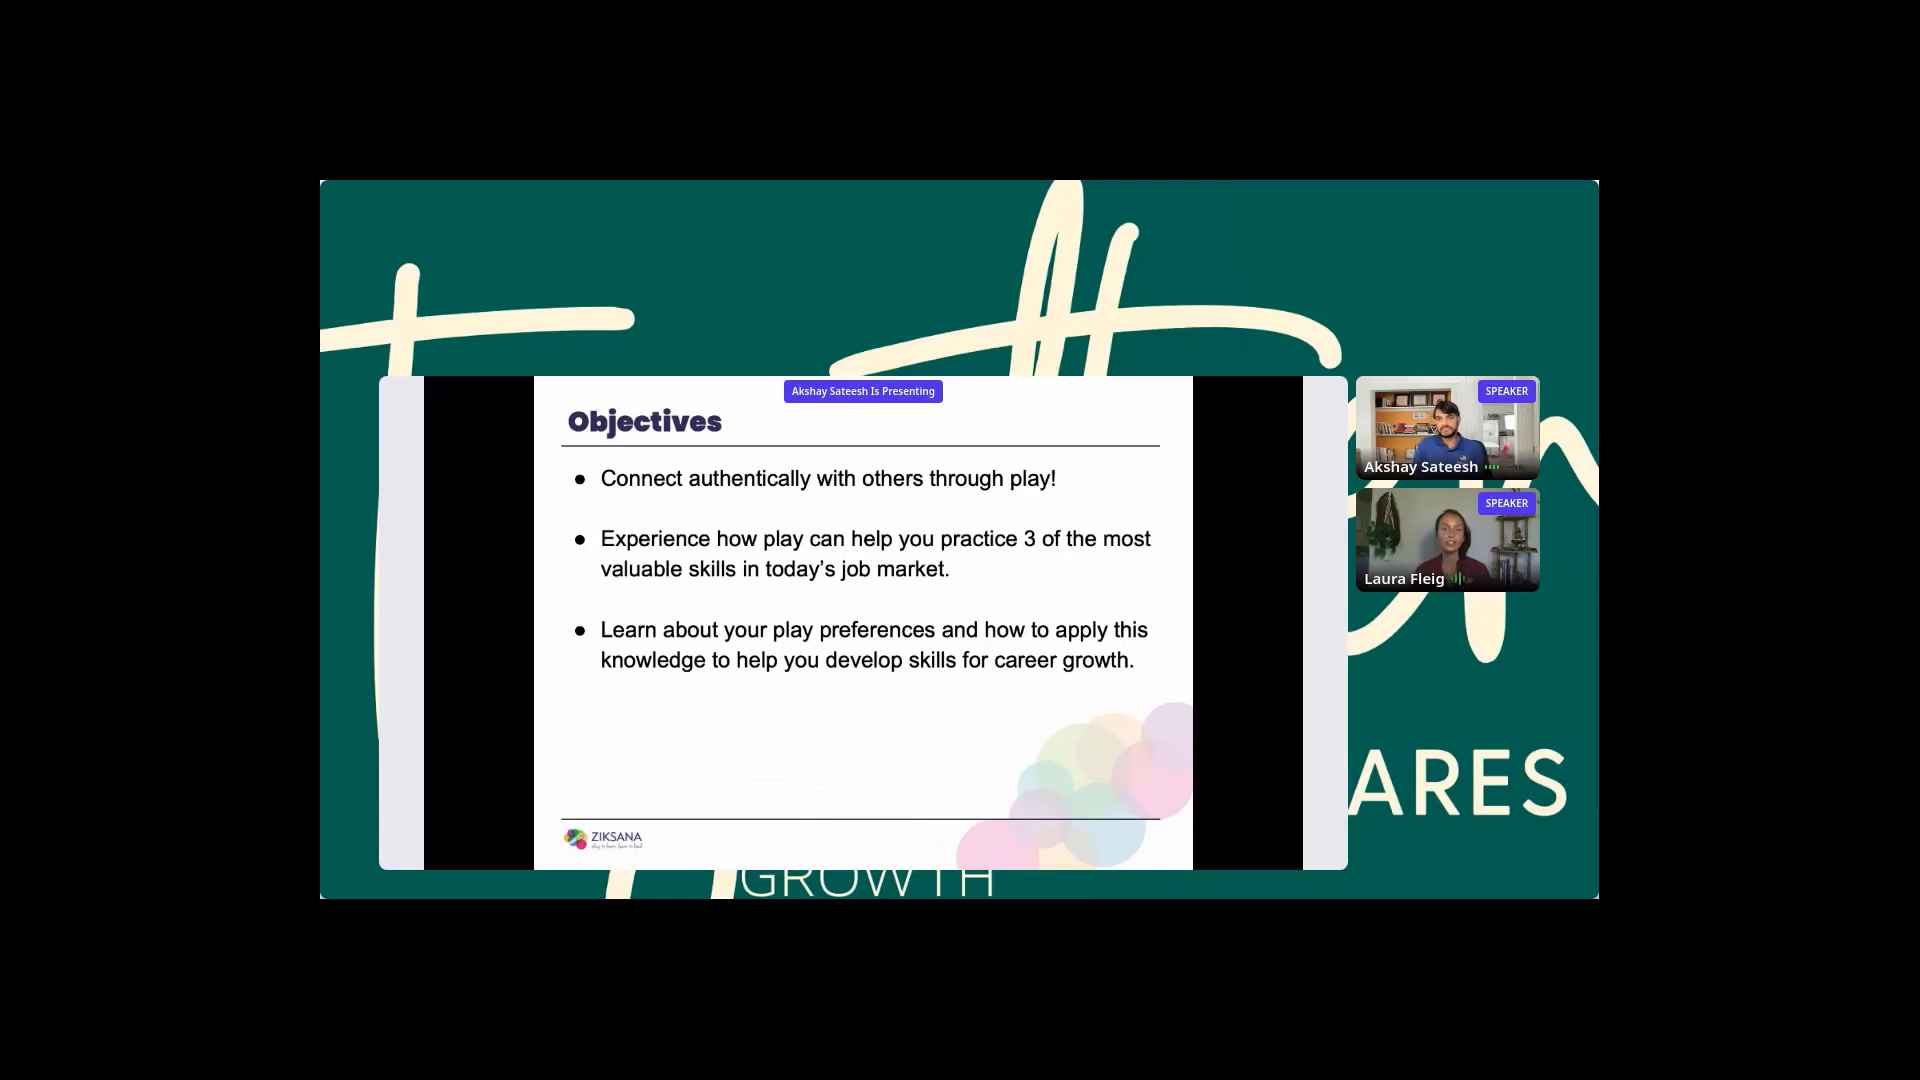 Akshay Sateesh Is Presenting
Objectives
● Connect authentically with others through play!
● Experience how play can help you practice 3 of the most
valuable skills in today's job market.
● Learn about your play preferences and how to apply this
knowledge to help you develop skills for career growth.
ZIKSANA
SPEAKER
Akshay Sateesh
SPEAKER
Laura Fleig
ARES
GROWTH